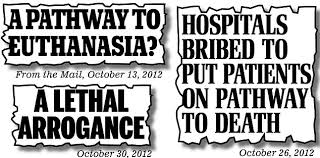 A PATHWAY TO
EUTHANASIA?
From the Mail, October 13, 2012
A LETHAL
ARROGANCE
October 30, 2012
HOSPITALS
BRIBED TO
PUT PATIENTS
ON PATHWAY
TO DEATH
October 26, 2012